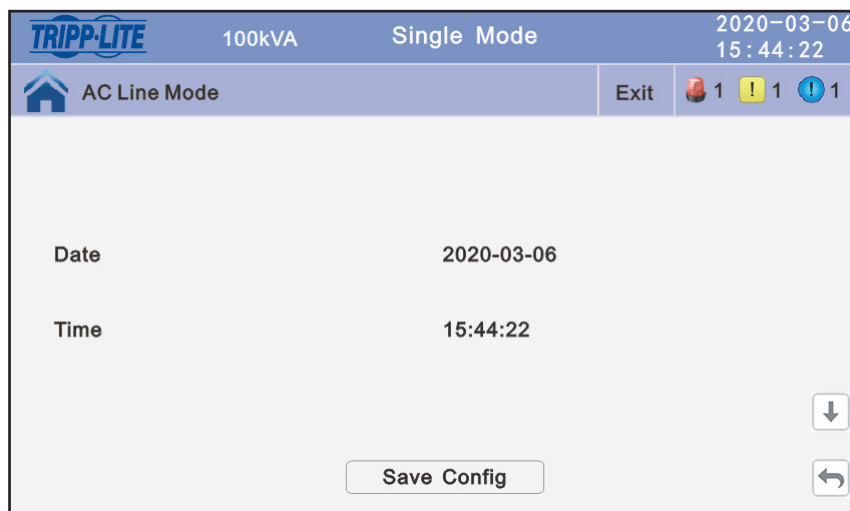 TRIPP·LITE 100kVA Single Mode 2020-03-06
15:44:22
AC Line Mode Exit 1 ! 1 ! 1
Date 2020-03-06
Time 15:44:22
Save Config